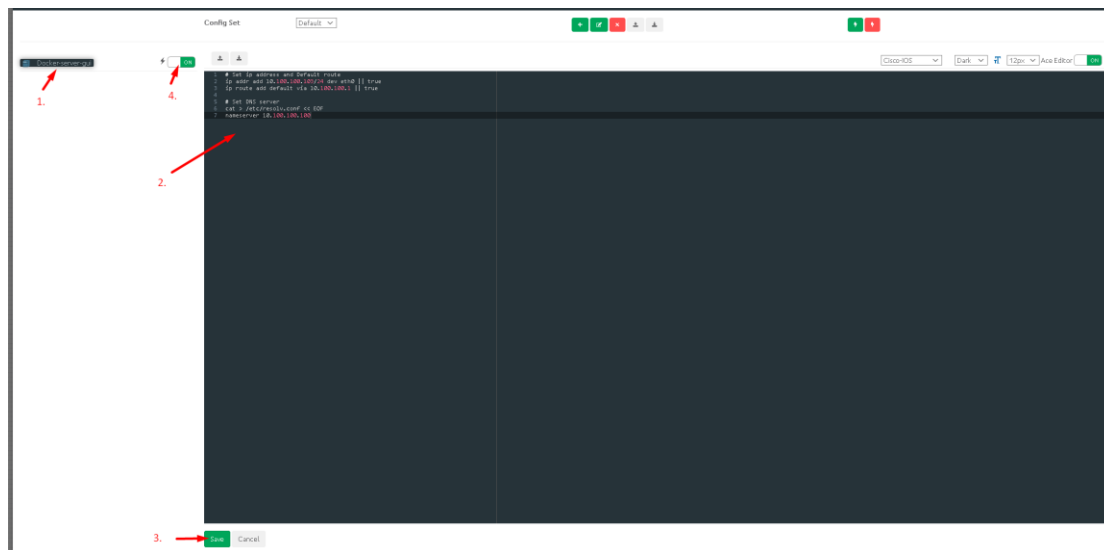 Config Set Default
Docker-server-gui ON Cisco-IOS Dark 12px Ace Editor ON
1. 4.
1 # Set ip address and Default route
2 ip addr add 10.100.100.105/24 dev eth0 || true
3 ip route add default via 10.100.100.1 || true
4
5 # Set DNS server
6 cat > /etc/resolv.conf << EOF
7 nameserver 10.100.100.100
2.
3. Save Cancel